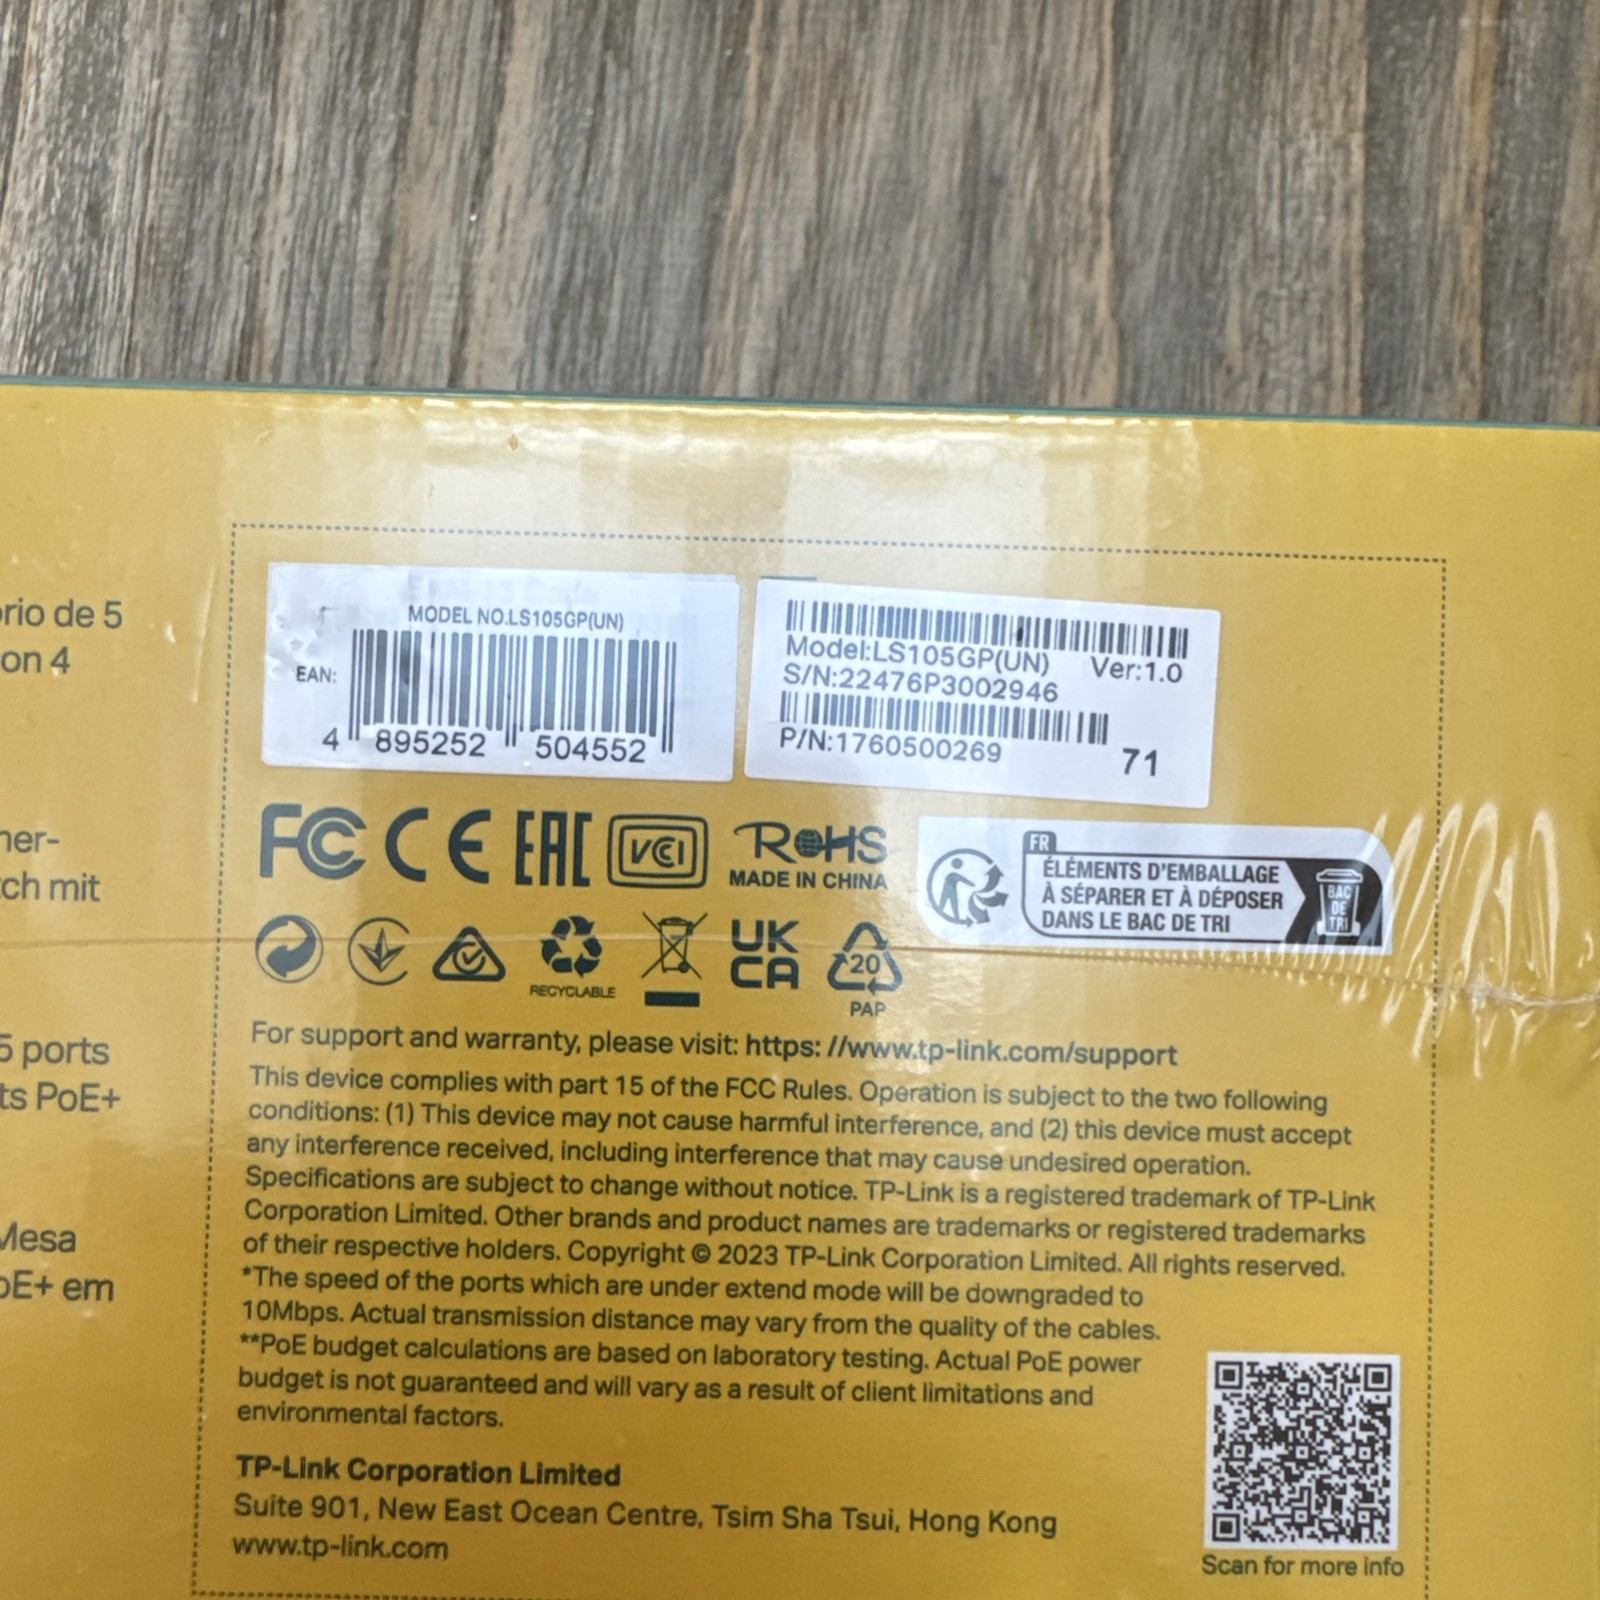 orio de 5
on 4
ner-
tch mit
5 ports
ts PoE+
Mesa
oE+ em
MODEL NO.LS105GP(UN)
EAN:
4 895252 504552
Model:LS105GP(UN) Ver:1.0
S/N:22476P3002946
P/N:1760500269
71
FC CE EAC VCI RoHS
MADE IN CHINA
FR
ÉLÉMENTS D'EMBALLAGE
À SÉPARER ET À DÉPOSER
DANS LE BAC DE TRI
BAC
DE
TRI
RECYCLABLE
UK
CA
20
PAP
For support and warranty, please visit: https: //www.tp-link.com/support
This device complies with part 15 of the FCC Rules. Operation is subject to the two following
conditions: (1) This device may not cause harmful interference, and (2) this device must accept
any interference received, including interference that may cause undesired operation.
Specifications are subject to change without notice. TP-Link is a registered trademark of TP-Link
Corporation Limited. Other brands and product names are trademarks or registered trademarks
of their respective holders. Copyright © 2023 TP-Link Corporation Limited. All rights reserved.
*The speed of the ports which are under extend mode will be downgraded to
10Mbps. Actual transmission distance may vary from the quality of the cables.
**PoE budget calculations are based on laboratory testing. Actual PoE power
budget is not guaranteed and will vary as a result of client limitations and
environmental factors.
TP-Link Corporation Limited
Suite 901, New East Ocean Centre, Tsim Sha Tsui, Hong Kong
www.tp-link.com
Scan for more info